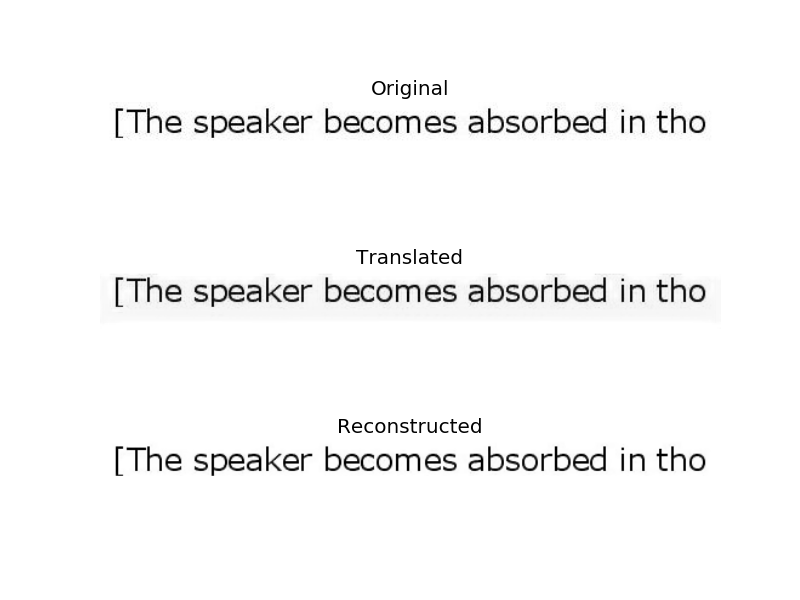 Original
[The speaker becomes absorbed in tho
Translated
[The speaker becomes absorbed in tho
Reconstructed
[The speaker becomes absorbed in tho